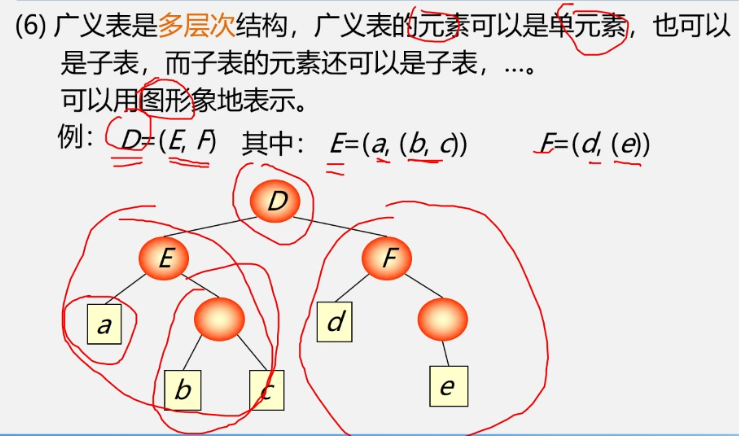 (6) 广义表是多层次结构，广义表的元素可以是单元素，也可以
是子表，而子表的元素还可以是子表，…。
可以用图形象地表示。
例： D=(E, F) 其中： E=(a, (b, c)) F=(d, (e))
D
E F
a d
b c e